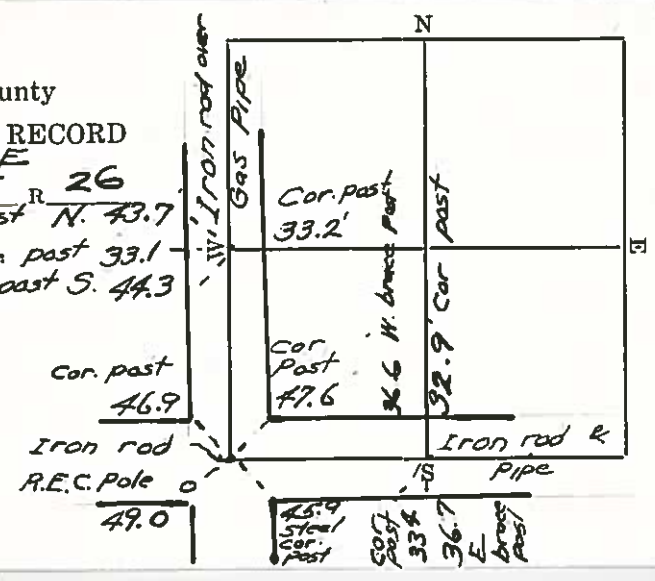 N
unty
RECORD
E
R 26
st N. 43.7
post 33.1
post S. 44.3
W
E
Iron rod over
Gas Pipe
Cor. post
33.2'
36.6 W. brace Post
32.9' Cor post
Cor. post
46.9
Cor.
Post
47.6
Iron rod
R.E.C. Pole
49.0
Iron rod &
Pipe
S
45.9
steel
cor.
post
Cor
post
36.7
E
brace
post